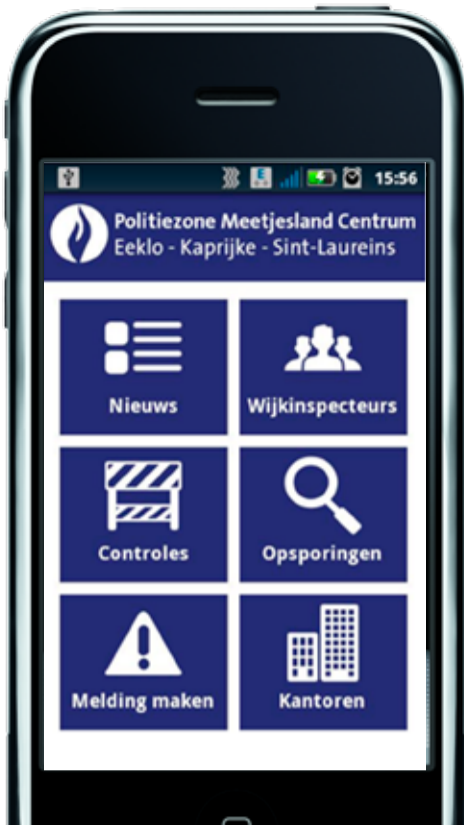 15:56
Politiezone Meetjesland Centrum
Eeklo - Kaprijke - Sint-Laureins
Nieuws
Wijkinspecteurs
Controles
Opsporingen
Melding maken
Kantoren